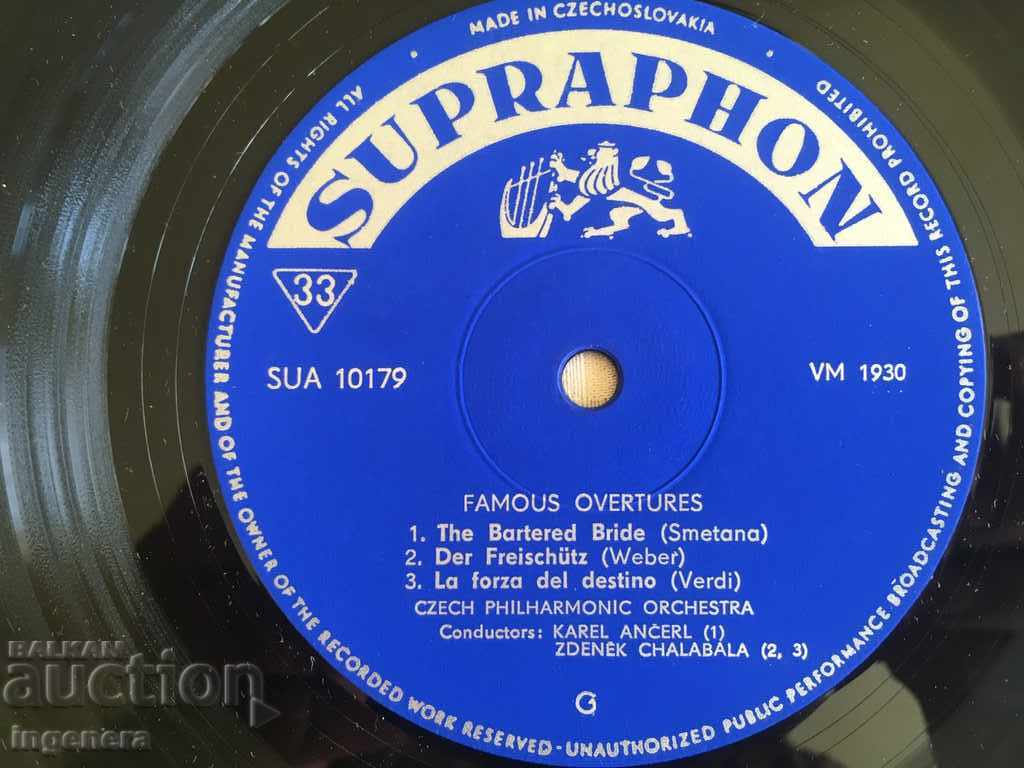 MADE IN CZECHOSLOVAKIA
SUPRAPHON
ALL RIGHTS OF THE MANUFACTURER AND OF THE OWNER OF THE RECORDED WORK RESERVED - UNAUTHORIZED PUBLIC PERFORMANCE BROADCASTING AND COPYING OF THIS RECORD PROHIBITED
33
SUA 10179
VM 1930
FAMOUS OVERTURES
1. The Bartered Bride (Smetana)
2. Der Freischütz (Weber)
3. La forza del destino (Verdi)
CZECH PHILHARMONIC ORCHESTRA
Conductors: KAREL ANČERL (1)
ZDENĚK CHALABALA (2, 3)
G
BALKAN
auction
ingenera